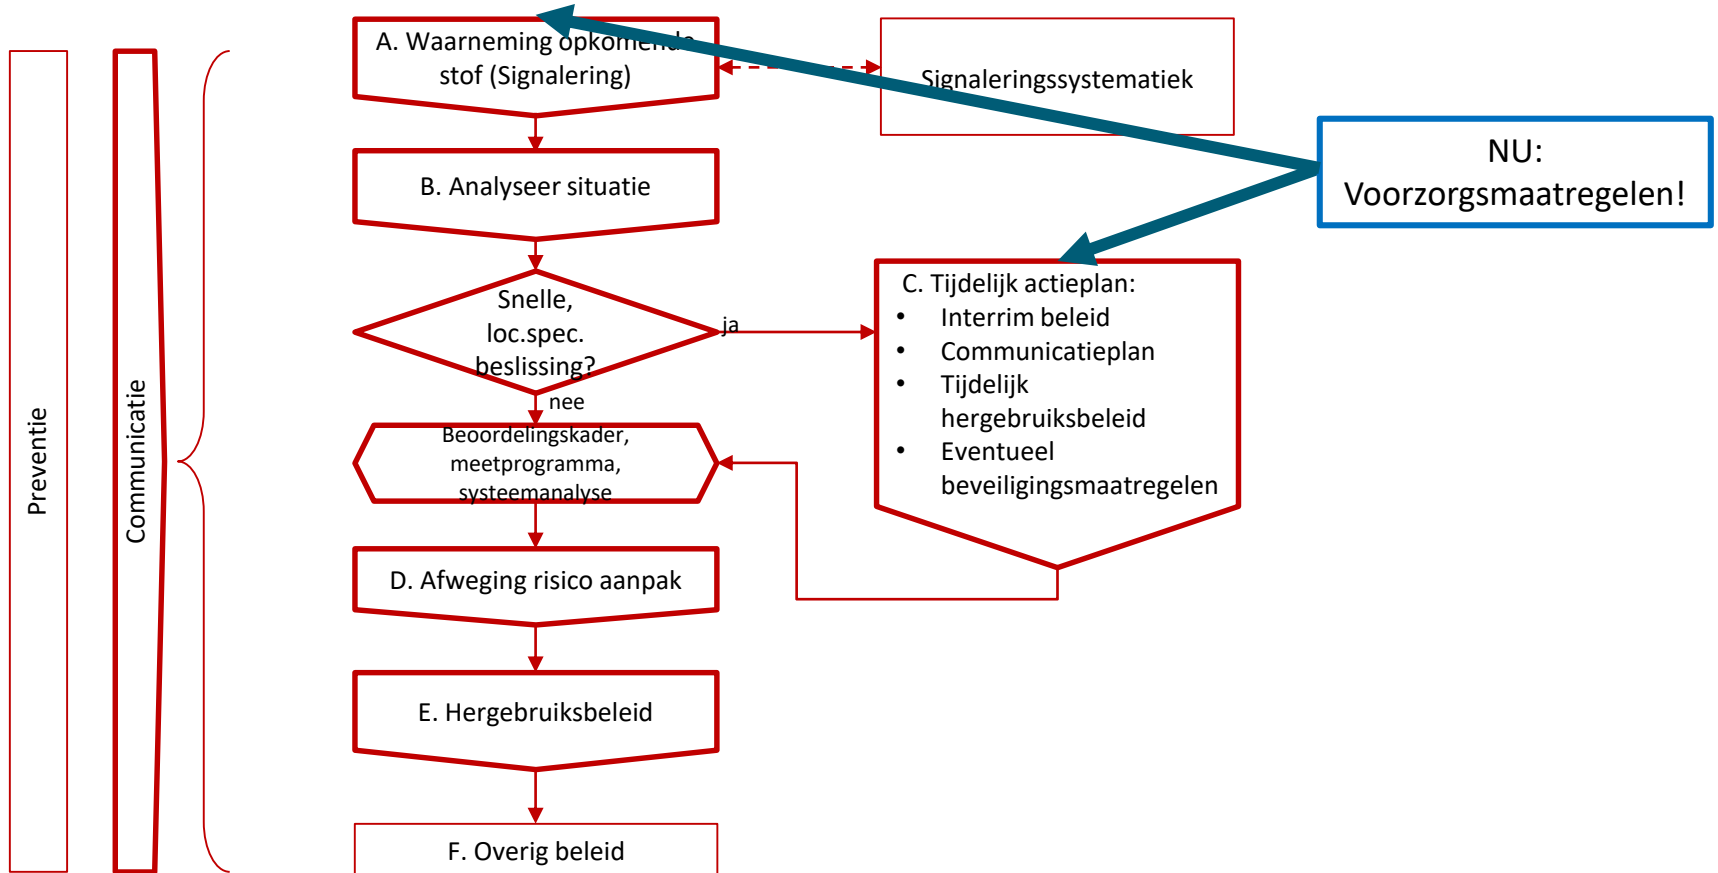 Preventie
Communicatie
A. Waarneming opkomende
stof (Signalering)
Signaleringssystematiek
NU:
Voorzorgsmaatregelen!
B. Analyseer situatie
Snelle,
loc.spec.
beslissing?
ja
nee
C. Tijdelijk actieplan:
• Interrim beleid
• Communicatieplan
• Tijdelijk
hergebruiksbeleid
• Eventueel
beveiligingsmaatregelen
Beoordelingskader,
meetprogramma,
systeemanalyse
D. Afweging risico aanpak
E. Hergebruiksbeleid
F. Overig beleid